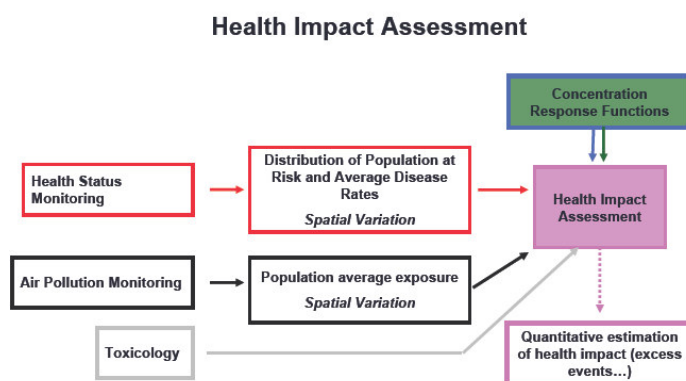 Health Impact Assessment
Concentration
Response Functions
Health Status
Monitoring
Distribution of Population at
Risk and Average Disease
Rates
Spatial Variation
Health Impact
Assessment
Air Pollution Monitoring
Population average exposure
Spatial Variation
Toxicology
Quantitative estimation
of health impact (excess
events...)